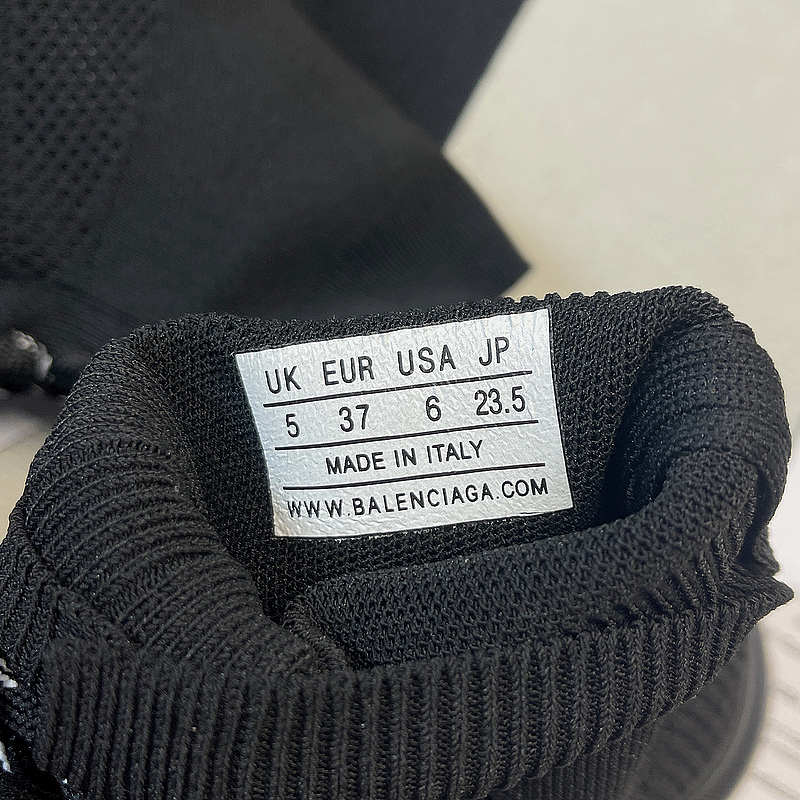 UK EUR USA JP
5 37 6 23.5
MADE IN ITALY
WWW.BALENCIAGA.COM